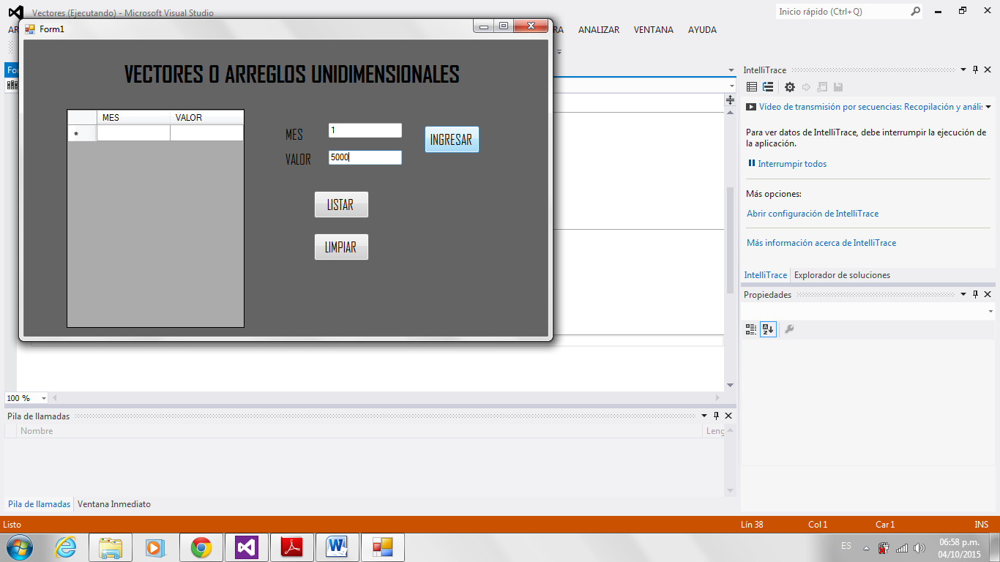 Vectores (Ejecutando) - Microsoft Visual Studio
Inicio rápido (Ctrl+Q)
Form1
ANALIZAR VENTANA AYUDA
VECTORES O ARREGLOS UNIDIMENSIONALES
MES VALOR
*
MES 1
VALOR 5000
INGRESAR
LISTAR
LIMPIAR
IntelliTrace
Vídeo de transmisión por secuencias: Recopilación y anális
Para ver datos de IntelliTrace, debe interrumpir la ejecución de
la aplicación.
Interrumpir todos
Más opciones:
Abrir configuración de IntelliTrace
Más información acerca de IntelliTrace
IntelliTrace Explorador de soluciones
Propiedades
100 %
Pila de llamadas
Nombre Leng
Pila de llamadas Ventana Inmediato
Listo Lín 38 Col 1 Car 1 INS
ES 06:58 p.m.
04/10/2015